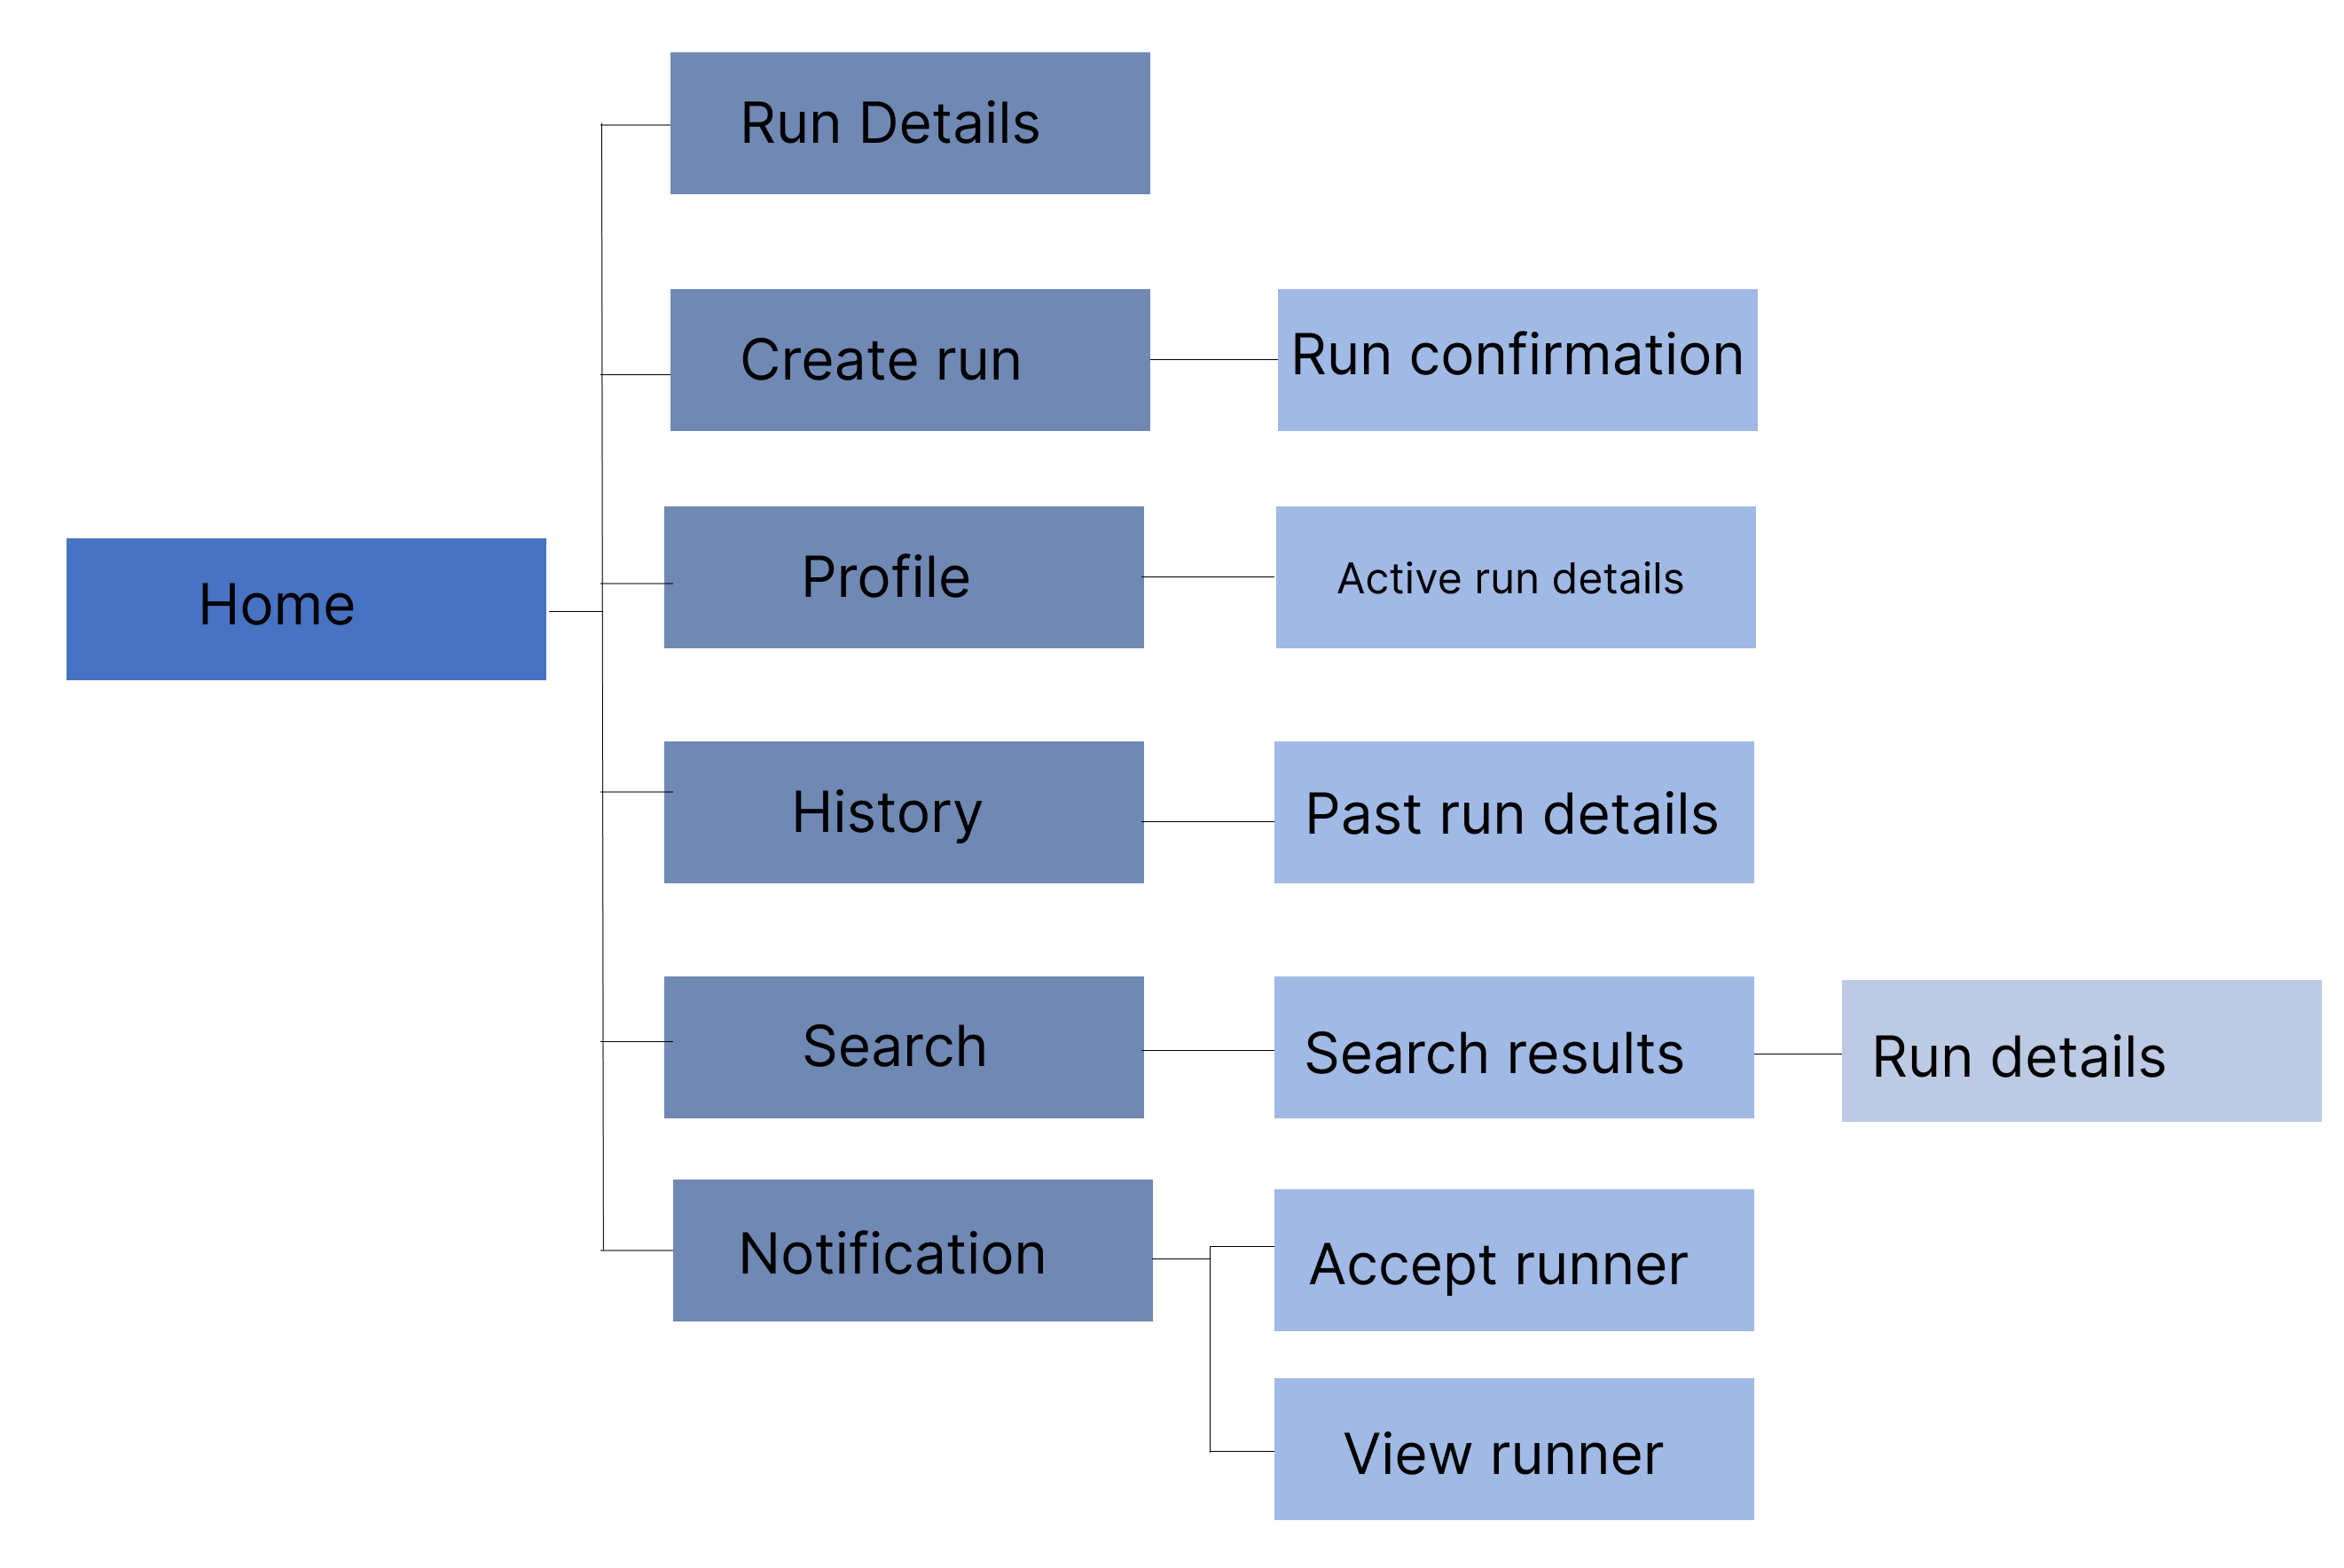 Run Details
Create run
Run confirmation
Home
Profile
Active run details
History
Past run details
Search
Search results
Run details
Notification
Accept runner
View runner